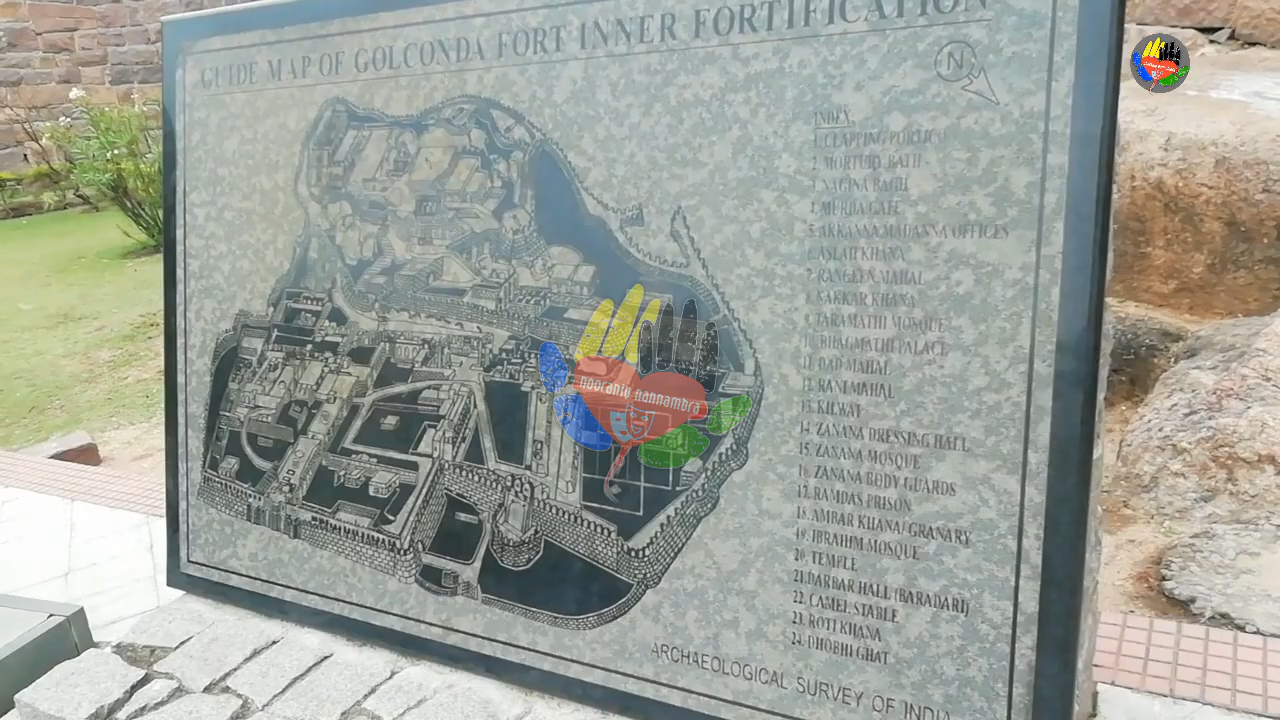 GUIDE MAP OF GOLCONDA FORT INNER FORTIFICATION
N
INDEX
1. CLAPPING PORTICO
2. MORTURY BATH
3. NAGINA BAGH
4. MURDA GATE
5. AKKANNA MADANNA OFFICES
6. ASLAH KHANA
7. RANGEEN MAHAL
8. NAKKAR KHANA
9. TARAMATHI MOSQUE
10. BHAGMATHI PALACE
11. DAD MAHAL
12. RANI MAHAL
13. KILWAT
14. ZANANA DRESSING HALL
15. ZANANA MOSQUE
16. ZANANA BODY GUARDS
17. RAMDAS PRISON
18. AMBAR KHANA/ GRANARY
19. IBRAHIM MOSQUE
20. TEMPLE
21.DARBAR HALL (BARADARI)
22. CAMEL STABLE
23. ROTI KHANA
24. DHOBHI GHAT
ARCHAEOLOGICAL SURVEY OF INDIA
nooranju nannambra